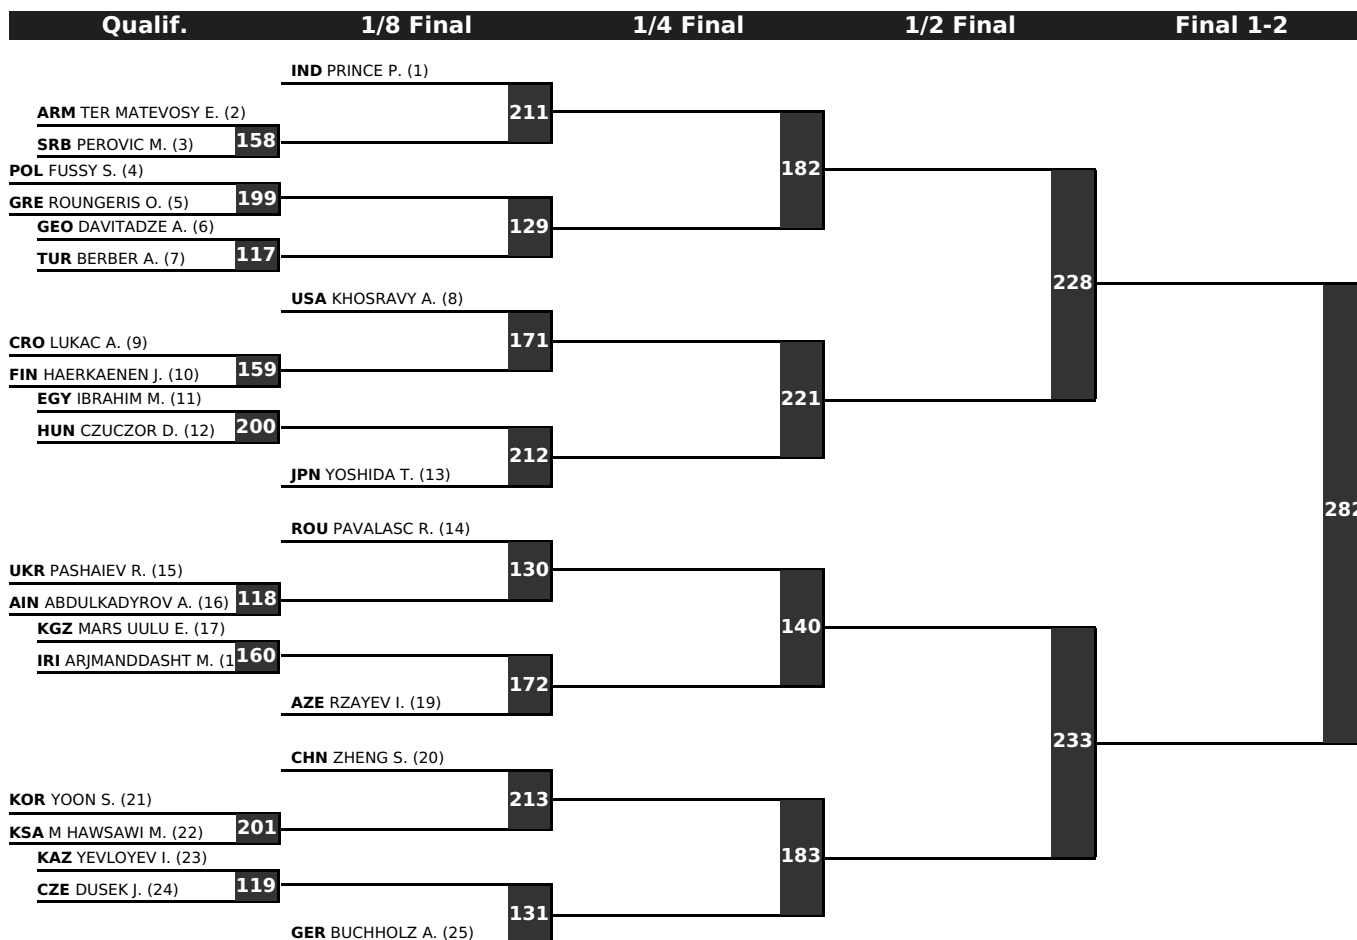 Qualif. 1/8 Final 1/4 Final 1/2 Final Final 1-2
IND PRINCE P. (1)
211
ARM TER MATEVOSY E. (2)
158
SRB PEROVIC M. (3)
POL FUSSY S. (4)
182
199
GRE ROUNGERIS O. (5)
GEO DAVITADZE A. (6)
129
117
TUR BERBER A. (7)
228
USA KHOSRAVY A. (8)
171
CRO LUKAC A. (9)
159
FIN HAERKAENEN J. (10)
EGY IBRAHIM M. (11)
221
200
HUN CZUCZOR D. (12)
212
JPN YOSHIDA T. (13)
282
ROU PAVALASC R. (14)
130
UKR PASHAIEV R. (15)
118
AIN ABDULKADYROV A. (16)
KGZ MARS UULU E. (17)
140
160
IRI ARJMANDDASHT M. (1
172
AZE RZAYEV I. (19)
233
CHN ZHENG S. (20)
213
KOR YOON S. (21)
201
KSA M HAWSAWI M. (22)
KAZ YEVLOYEV I. (23)
183
119
CZE DUSEK J. (24)
131
GER BUCHHOLZ A. (25)